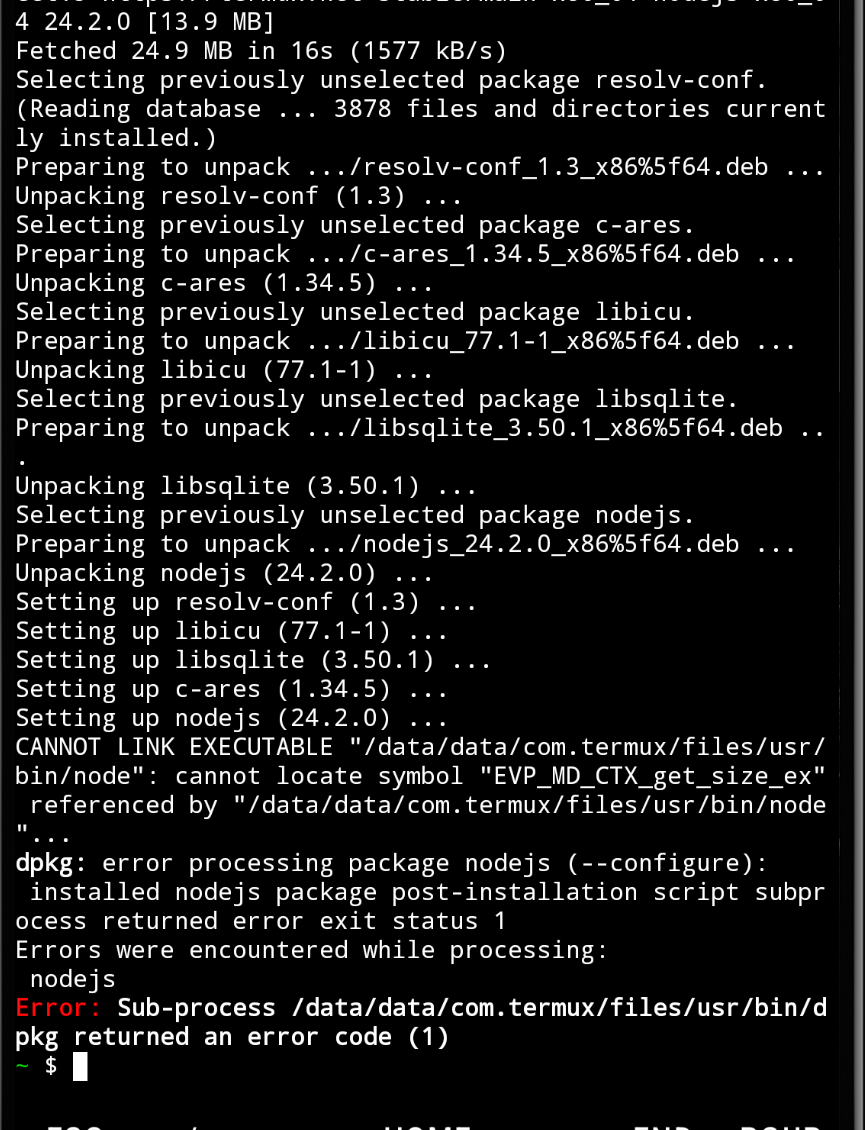 4 24.2.0 [13.9 MB]
Fetched 24.9 MB in 16s (1577 kB/s)
Selecting previously unselected package resolv-conf.
(Reading database ... 3878 files and directories current
ly installed.)
Preparing to unpack .../resolv-conf_1.3_x86%5f64.deb ...
Unpacking resolv-conf (1.3) ...
Selecting previously unselected package c-ares.
Preparing to unpack .../c-ares_1.34.5_x86%5f64.deb ...
Unpacking c-ares (1.34.5) ...
Selecting previously unselected package libicu.
Preparing to unpack .../libicu_77.1-1_x86%5f64.deb ...
Unpacking libicu (77.1-1) ...
Selecting previously unselected package libsqlite.
Preparing to unpack .../libsqlite_3.50.1_x86%5f64.deb ..
.
Unpacking libsqlite (3.50.1) ...
Selecting previously unselected package nodejs.
Preparing to unpack .../nodejs_24.2.0_x86%5f64.deb ...
Unpacking nodejs (24.2.0) ...
Setting up resolv-conf (1.3) ...
Setting up libicu (77.1-1) ...
Setting up libsqlite (3.50.1) ...
Setting up c-ares (1.34.5) ...
Setting up nodejs (24.2.0) ...
CANNOT LINK EXECUTABLE "/data/data/com.termux/files/usr/
bin/node": cannot locate symbol "EVP_MD_CTX_get_size_ex"
 referenced by "/data/data/com.termux/files/usr/bin/node
"...
dpkg: error processing package nodejs (--configure):
 installed nodejs package post-installation script subpr
ocess returned error exit status 1
Errors were encountered while processing:
 nodejs
Error: Sub-process /data/data/com.termux/files/usr/bin/d
pkg returned an error code (1)
~ $